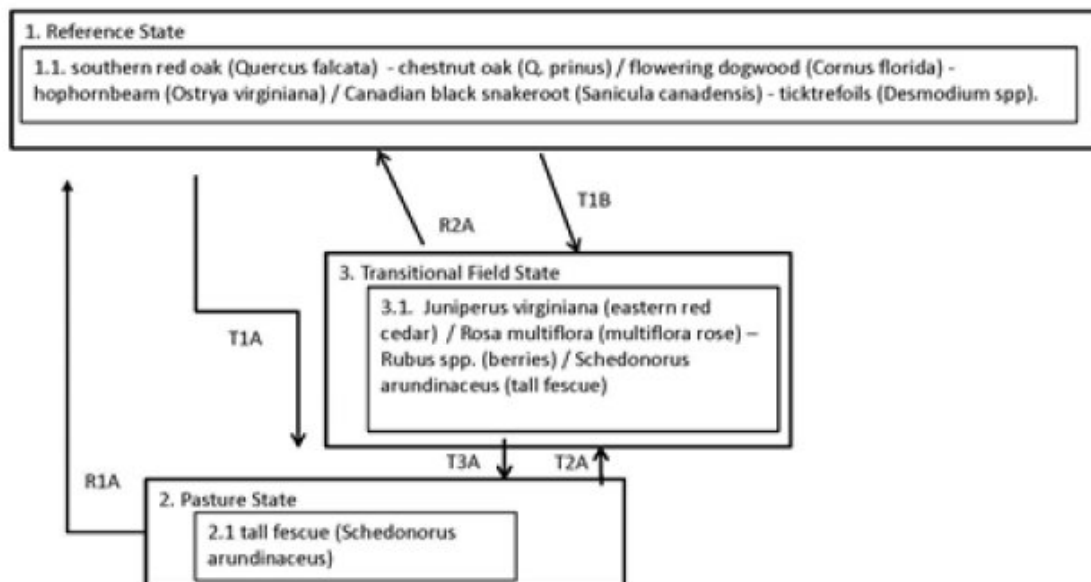 1. Reference State
1.1. southern red oak (Quercus falcata) - chestnut oak (Q. prinus) / flowering dogwood (Cornus florida) -
hophornbeam (Ostrya virginiana) / Canadian black snakeroot (Sanicula canadensis) - ticktrefoils (Desmodium spp).
T1B
R2A
3. Transitional Field State
3.1. Juniperus virginiana (eastern red
cedar) / Rosa multiflora (multiflora rose) –
Rubus spp. (berries) / Schedonorus
arundinaceus (tall fescue)
T1A
T3A
T2A
R1A
2. Pasture State
2.1 tall fescue (Schedonorus
arundinaceus)